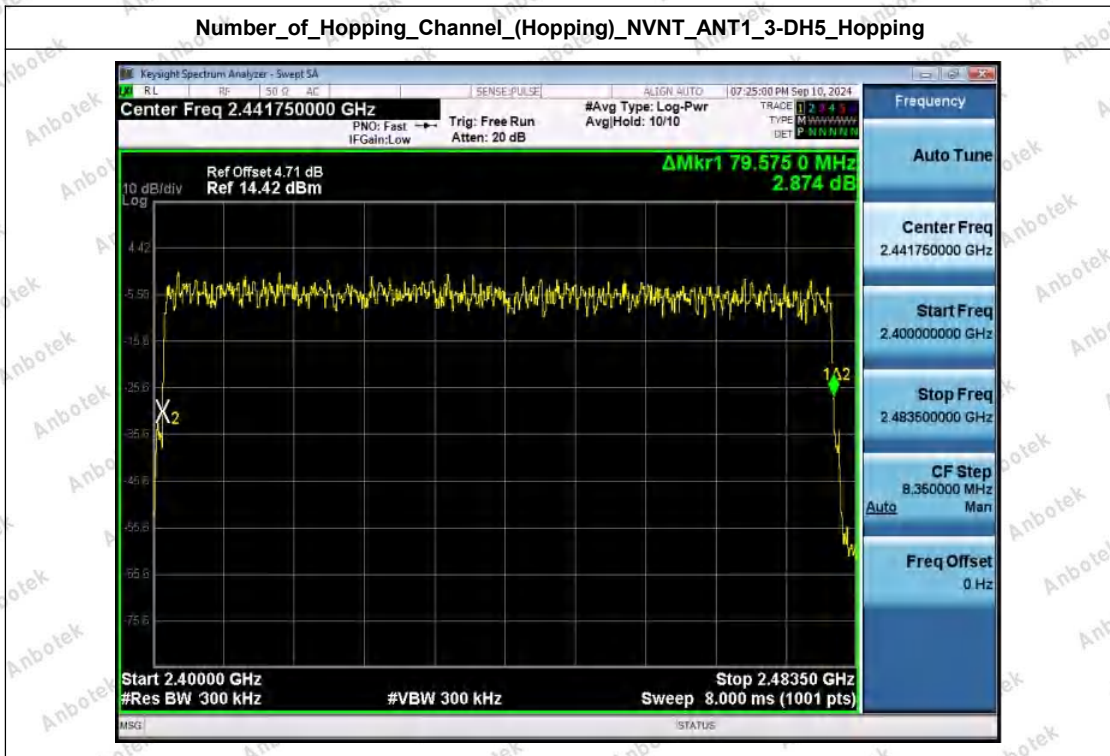 Number_of_Hopping_Channel_(Hopping)_NVNT_ANT1_3-DH5_Hopping
Keysight Spectrum Analyzer - Swept SA
RL RF 50 Ω AC SENSE:PULSE ALIGN AUTO 07:25:00 PM Sep 10, 2024
Center Freq 2.441750000 GHz
PNO: Fast
IFGain:Low
Trig: Free Run
Atten: 20 dB
#Avg Type: Log-Pwr
Avg|Hold: 10/10
TRACE 1 2 3 4 5
TYPE M
DET P N N N N N
ΔMkr1 79.575 0 MHz
2.874 dB
Ref Offset 4.71 dB
10 dB/div Ref 14.42 dBm
Log
4.42
-5.58
-15.6
-25.6
-35.6
-45.6
-55.6
-65.6
-75.6
1Δ2
X2
Start 2.40000 GHz Stop 2.48350 GHz
#Res BW 300 kHz #VBW 300 kHz Sweep 8.000 ms (1001 pts)
MSG STATUS
Frequency
Auto Tune
Center Freq
2.441750000 GHz
Start Freq
2.400000000 GHz
Stop Freq
2.483500000 GHz
CF Step
8.350000 MHz
Auto Man
Freq Offset
0 Hz
Anbotek